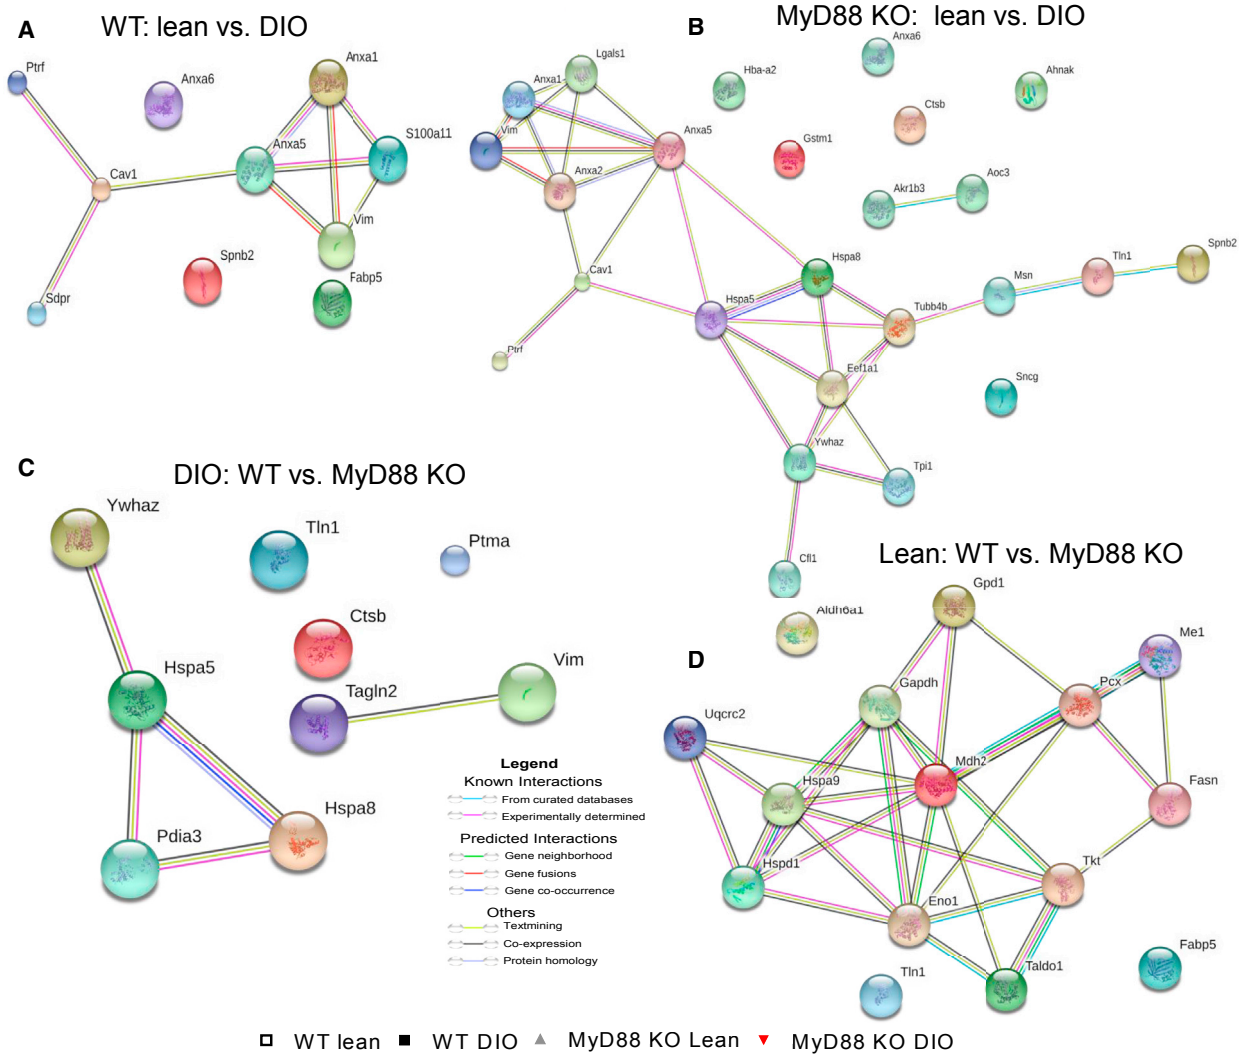 A
WT: lean vs. DIO
Ptrf
Anxa6
Anxa1
Anxa5
S100a11
Cav1
Vim
Spnb2
Fabp5
Sdpr
B
MyD88 KO: lean vs. DIO
Anxa6
Lgals1
Hba-a2
Ahnak
Anxa1
Ctsb
Vim
Anxa5
Gstm1
Anxa2
Akr1b3
Aoc3
Cav1
Hspa8
Spnb2
Tln1
Msn
Hspa5
Tubb4b
Ptrf
Eef1a1
Sncg
Ywhaz
Tpi1
Cfl1
C
DIO: WT vs. MyD88 KO
Ywhaz
Tln1
Ptma
Ctsb
Hspa5
Tagln2
Vim
Pdia3
Hspa8
Legend
Known Interactions
From curated databases
Experimentally determined
Predicted Interactions
Gene neighborhood
Gene fusions
Gene co-occurrence
Others
Textmining
Co-expression
Protein homology
Lean: WT vs. MyD88 KO
D
Aldh6a1
Gpd1
Me1
Gapdh
Pcx
Uqcrc2
Mdh2
Hspa9
Fasn
Hspd1
Tkt
Eno1
Fabp5
Tln1
Taldo1
WT lean WT DIO MyD88 KO Lean MyD88 KO DIO